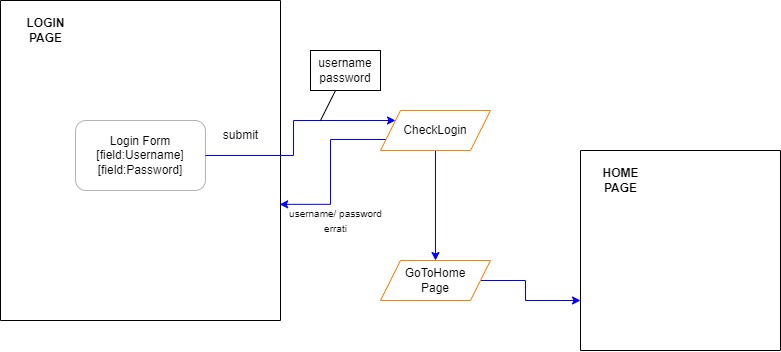 LOGIN
PAGE
username
password
submit
CheckLogin
Login Form
[field:Username]
[field:Password]
HOME
PAGE
username/ password
errati
GoToHome
Page